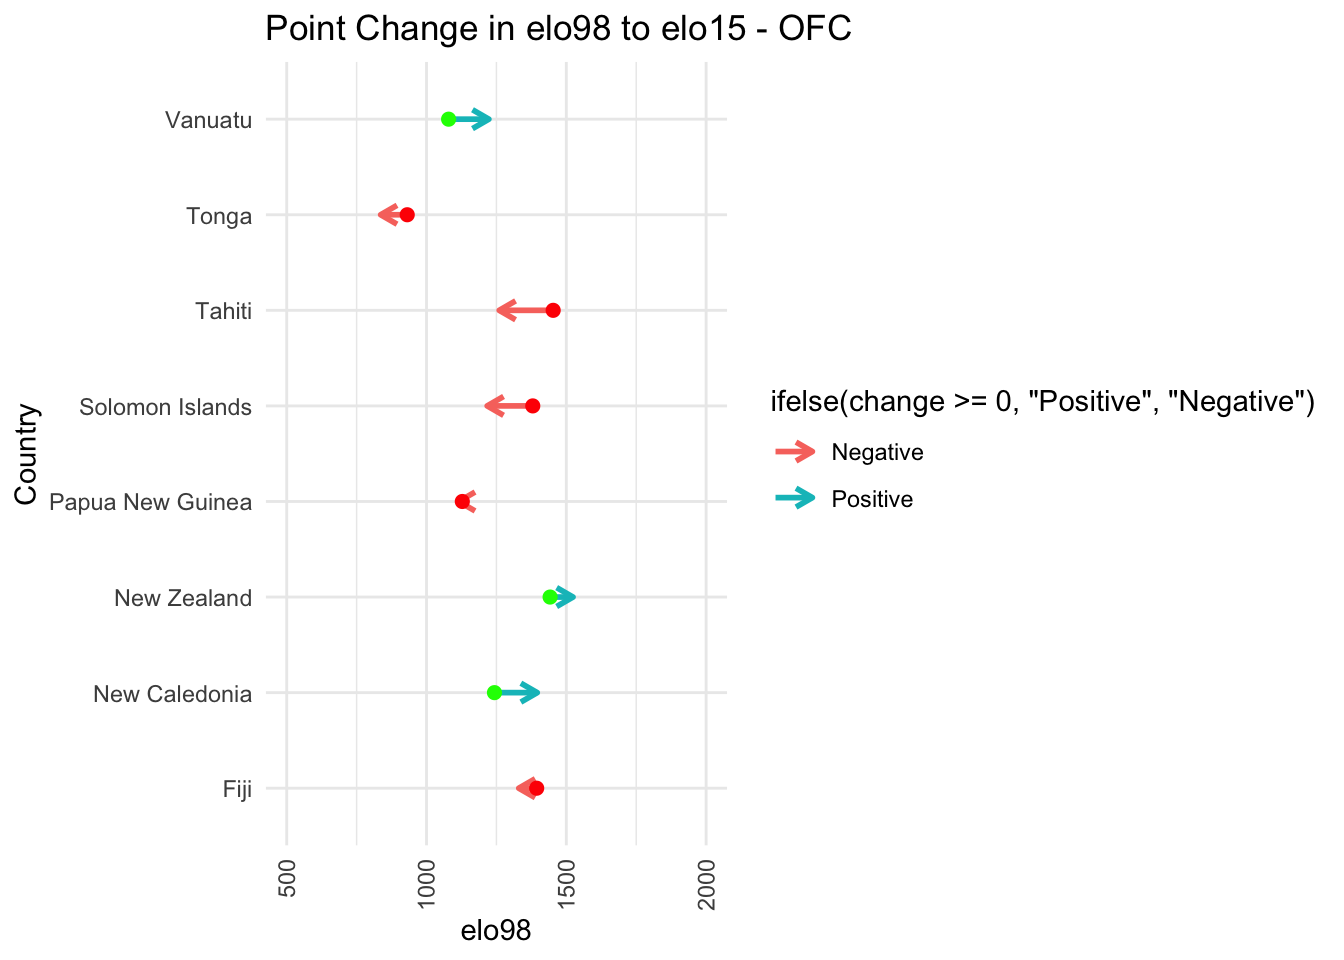 Point Change in elo98 to elo15 - OFC
Country
Vanuatu
Tonga
Tahiti
Solomon Islands
Papua New Guinea
New Zealand
New Caledonia
Fiji
500
1000
1500
2000
elo98
ifelse(change >= 0, "Positive", "Negative")
Negative
Positive